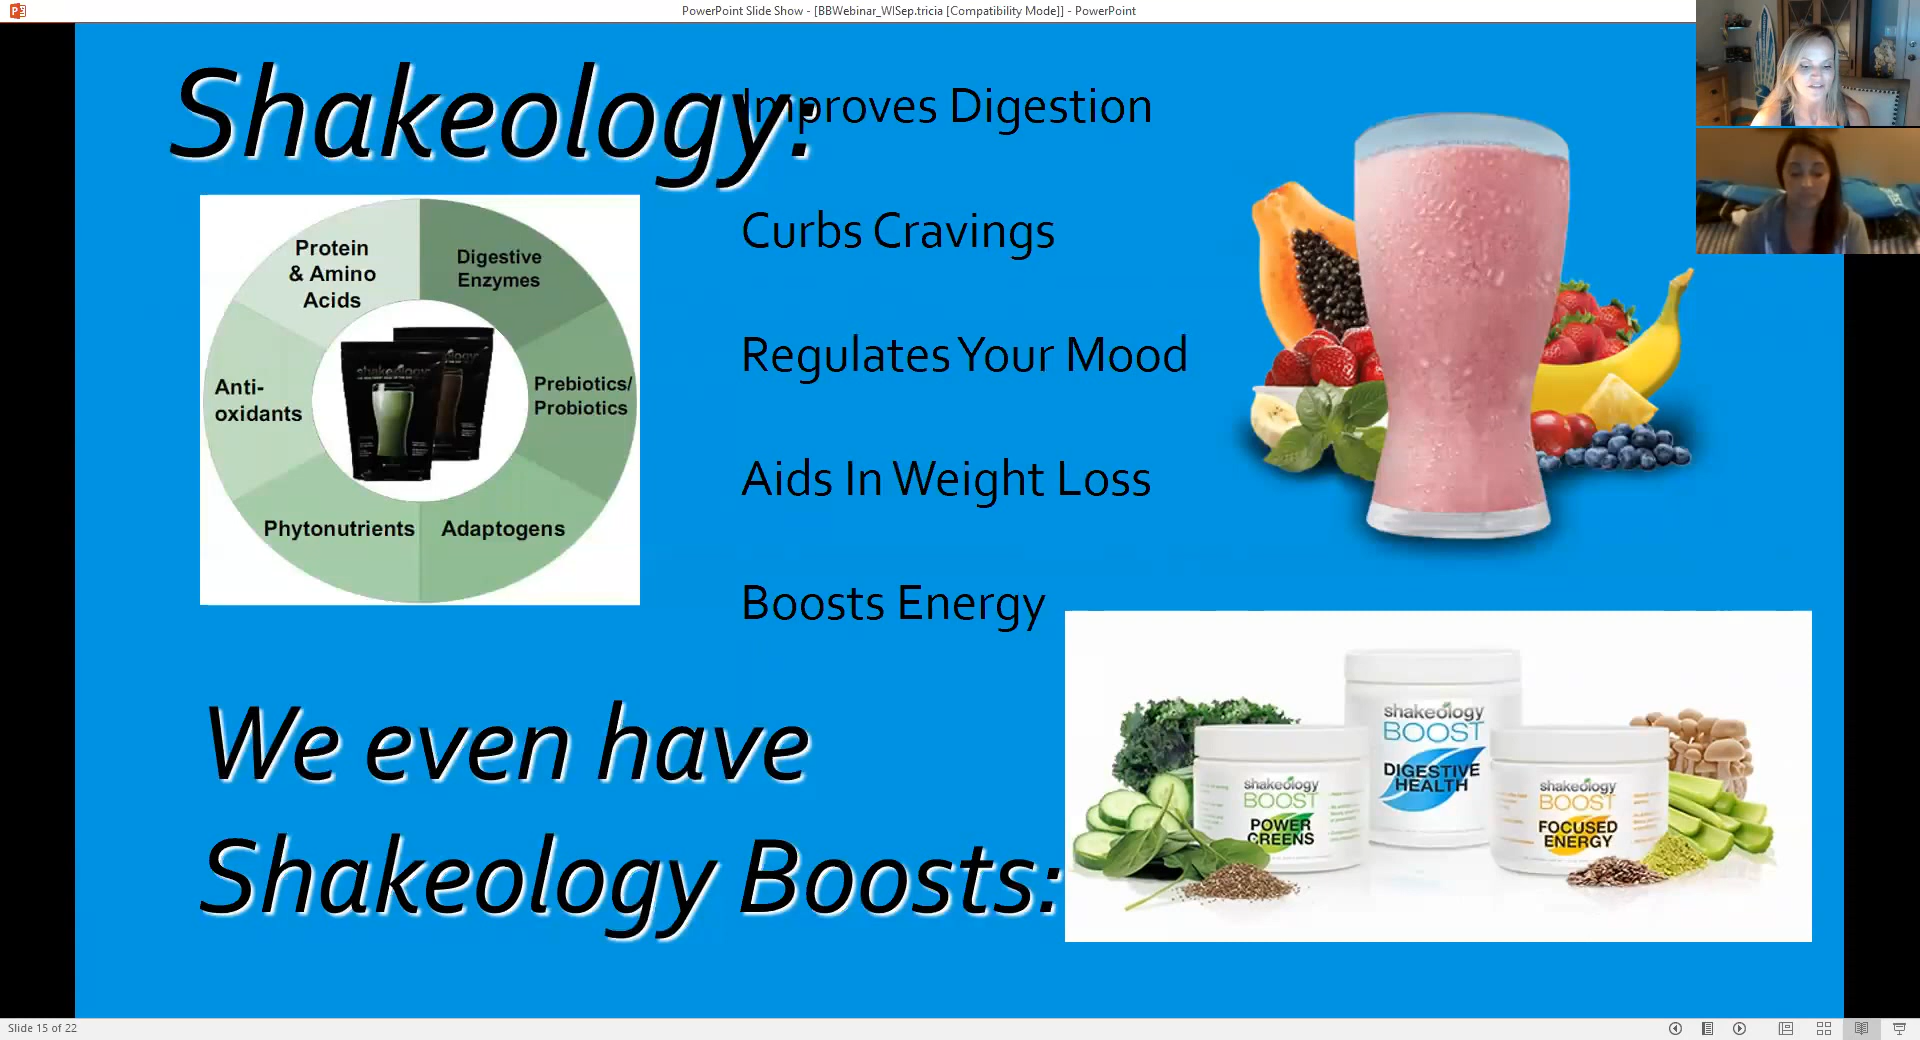 PowerPoint Slide Show - [BBWebinar_WISep.tricia [Compatibility Mode]] - PowerPoint
Shakeology:
Improves Digestion
Curbs Cravings
Regulates Your Mood
Aids In Weight Loss
Boosts Energy
Protein
& Amino
Acids
Digestive
Enzymes
Anti-
oxidants
Prebiotics/
Probiotics
Phytonutrients
Adaptogens
shakeology
We even have
Shakeology Boosts:
shakeology
BOOST
DIGESTIVE
HEALTH
shakeology
BOOST
POWER
GREENS
shakeology
BOOST
FOCUSED
ENERGY
Slide 15 of 22